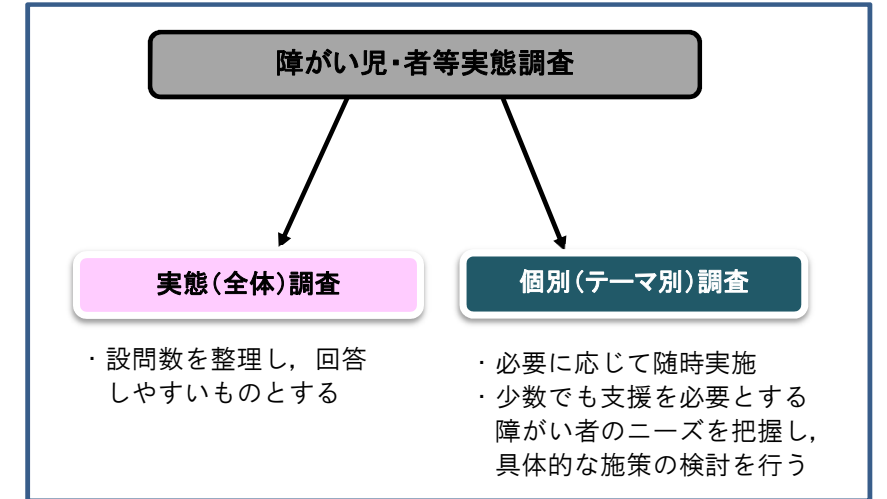 障がい児・者等実態調査
実態（全体）調査
・設問数を整理し，回答
しやすいものとする
個別（テーマ別）調査
・必要に応じて随時実施
・少数でも支援を必要とする
障がい者のニーズを把握し，
具体的な施策の検討を行う